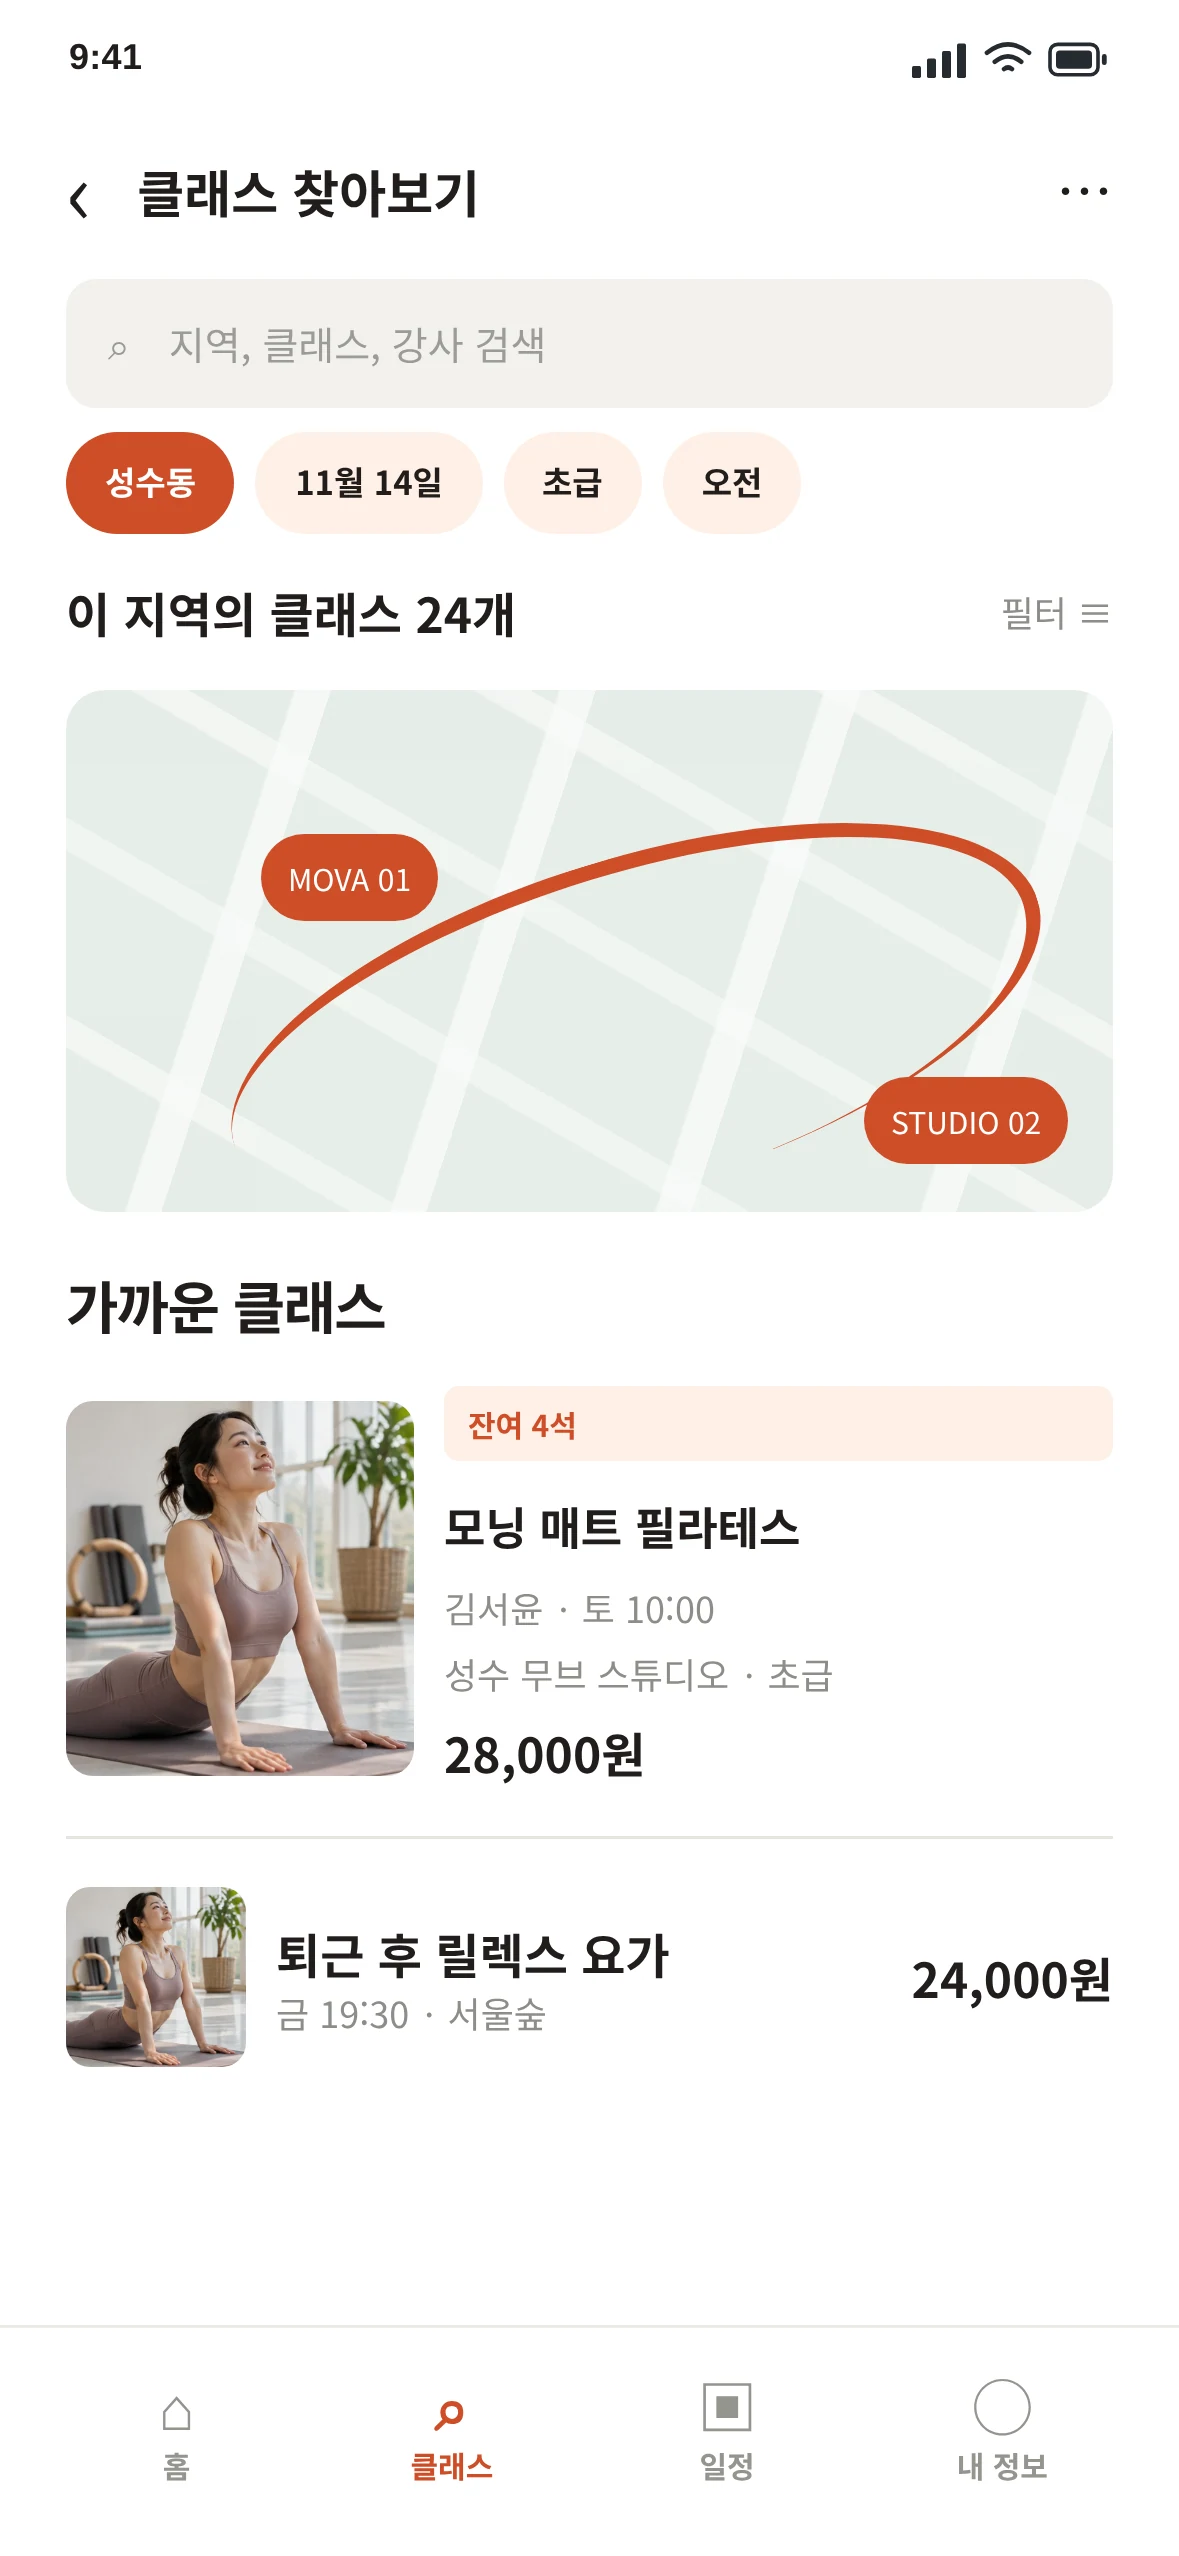 9:41
클래스 찾아보기
지역, 클래스, 강사 검색
성수동
11월 14일
초급
오전
이 지역의 클래스 24개
필터
MOVA 01
STUDIO 02
가까운 클래스
잔여 4석
모닝 매트 필라테스
김서윤 · 토 10:00
성수 무브 스튜디오 · 초급
28,000원
퇴근 후 릴렉스 요가
금 19:30 · 서울숲
24,000원
홈
클래스
일정
내 정보